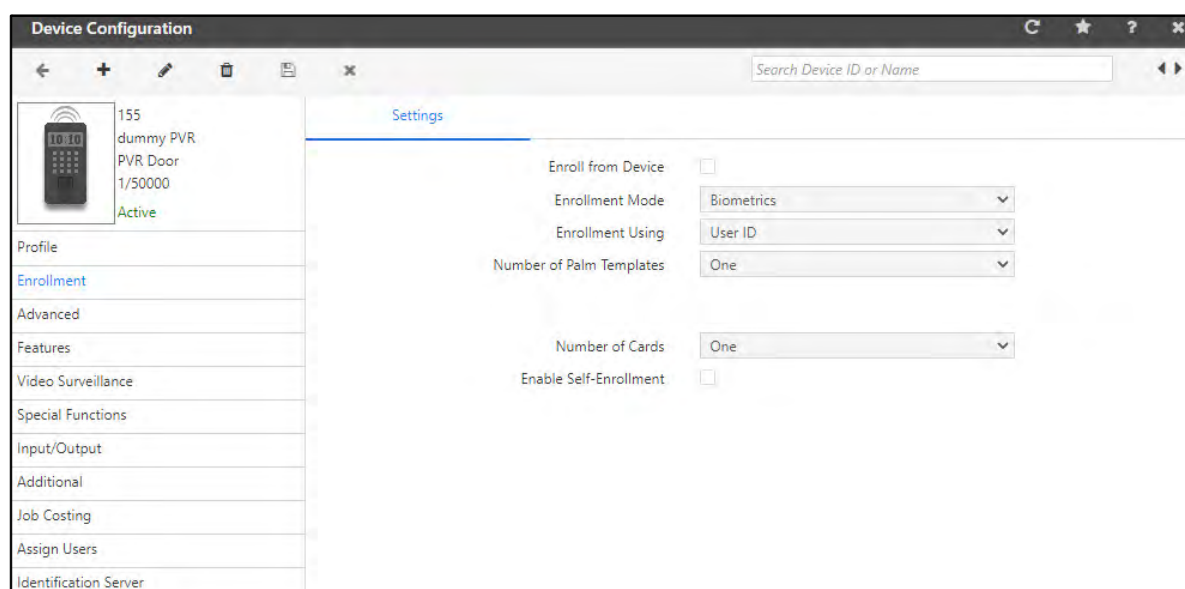 Device Configuration
?
Search Device ID or Name
10 10
155
dummy PVR
PVR Door
1/50000
Active
Profile
Enrollment
Advanced
Features
Video Surveillance
Special Functions
Input/Output
Additional
Job Costing
Assign Users
Identification Server
Settings
Enroll from Device
Enrollment Mode Biometrics
Enrollment Using User ID
Number of Palm Templates One
Number of Cards One
Enable Self-Enrollment